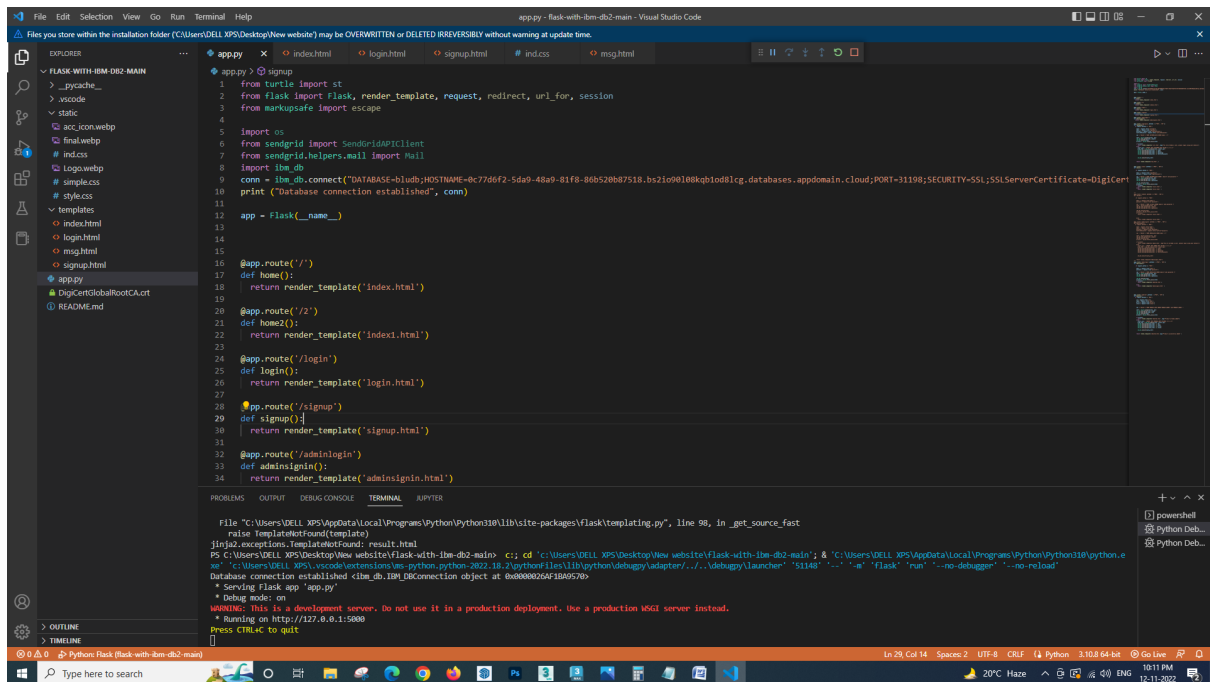 File Edit Selection View Go Run Terminal Help
app.py - flask-with-ibm-db2-main - Visual Studio Code
Files you store within the installation folder ('C:\Users\DELL XPS\Desktop\New website') may be OVERWRITTEN or DELETED IRREVERSIBLY without warning at update time.
EXPLORER
app.py
index.html
login.html
signup.html
# ind.css
msg.html
FLASK-WITH-IBM-DB2-MAIN
__pycache__
.vscode
static
acc_icon.webp
final.webp
# ind.css
Logo.webp
# simple.css
# style.css
templates
index.html
login.html
msg.html
signup.html
app.py
DigiCertGlobalRootCA.crt
README.md
OUTLINE
TIMELINE
app.py > signup
1 from turtle import st
2 from flask import Flask, render_template, request, redirect, url_for, session
3 from markupsafe import escape
4
5 import os
6 from sendgrid import SendGridAPIClient
7 from sendgrid.helpers.mail import Mail
8 import ibm_db
9 conn = ibm_db.connect("DATABASE=bludb;HOSTNAME=0c77d6f2-5da9-48a9-81f8-86b520b87518.bs2io90l08kqb1od8lcg.databases.appdomain.cloud;PORT=31198;SECURITY=SSL;SSLServerCertificate=DigiCert
10 print ("Database connection established", conn)
11
12 app = Flask(__name__)
13
14
15
16 @app.route('/')
17 def home():
18 return render_template('index.html')
19
20 @app.route('/2')
21 def home2():
22 return render_template('index1.html')
23
24 @app.route('/login')
25 def login():
26 return render_template('login.html')
27
28 pp.route('/signup')
29 def signup():
30 return render_template('signup.html')
31
32 @app.route('/adminlogin')
33 def adminsignin():
34 return render_template('adminsignin.html')
PROBLEMS OUTPUT DEBUG CONSOLE TERMINAL JUPYTER
File "C:\Users\DELL XPS\AppData\Local\Programs\Python\Python310\lib\site-packages\flask\templating.py", line 98, in _get_source_fast
raise TemplateNotFound(template)
jinja2.exceptions.TemplateNotFound: result.html
PS C:\Users\DELL XPS\Desktop\New website\flask-with-ibm-db2-main> c:; cd 'c:\Users\DELL XPS\Desktop\New website\flask-with-ibm-db2-main'; & 'C:\Users\DELL XPS\AppData\Local\Programs\Python\Python310\python.e
xe' 'c:\Users\DELL XPS\.vscode\extensions\ms-python.python-2022.18.2\pythonFiles\lib\python\debugpy\adapter/../..\debugpy\launcher' '51148' '--' '-m' 'flask' 'run' '--no-debugger' '--no-reload'
Database connection established <ibm_db.IBM_DBConnection object at 0x0000026AF1BA9570>
* Serving Flask app 'app.py'
* Debug mode: on
WARNING: This is a development server. Do not use it in a production deployment. Use a production WSGI server instead.
* Running on http://127.0.0.1:5000
Press CTRL+C to quit
powershell
Python Deb...
Python Deb...
0 0 Python: Flask (flask-with-ibm-db2-main)
Ln 29, Col 14 Spaces: 2 UTF-8 CRLF Python 3.10.8 64-bit Go Live
Type here to search
20°C Haze
ENG
10:11 PM
12-11-2022